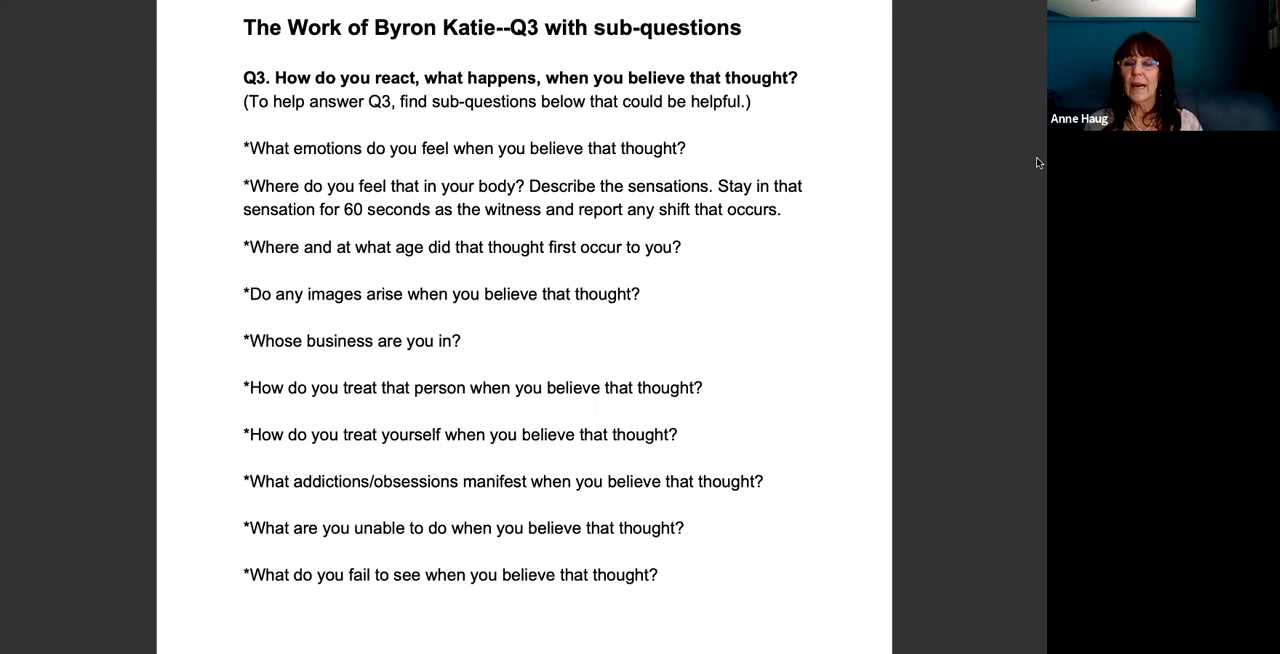 The Work of Byron Katie--Q3 with sub-questions
Q3. How do you react, what happens, when you believe that thought?
(To help answer Q3, find sub-questions below that could be helpful.)
*What emotions do you feel when you believe that thought?
*Where do you feel that in your body? Describe the sensations. Stay in that
sensation for 60 seconds as the witness and report any shift that occurs.
*Where and at what age did that thought first occur to you?
*Do any images arise when you believe that thought?
*Whose business are you in?
*How do you treat that person when you believe that thought?
*How do you treat yourself when you believe that thought?
*What addictions/obsessions manifest when you believe that thought?
*What are you unable to do when you believe that thought?
*What do you fail to see when you believe that thought?
Anne Haug